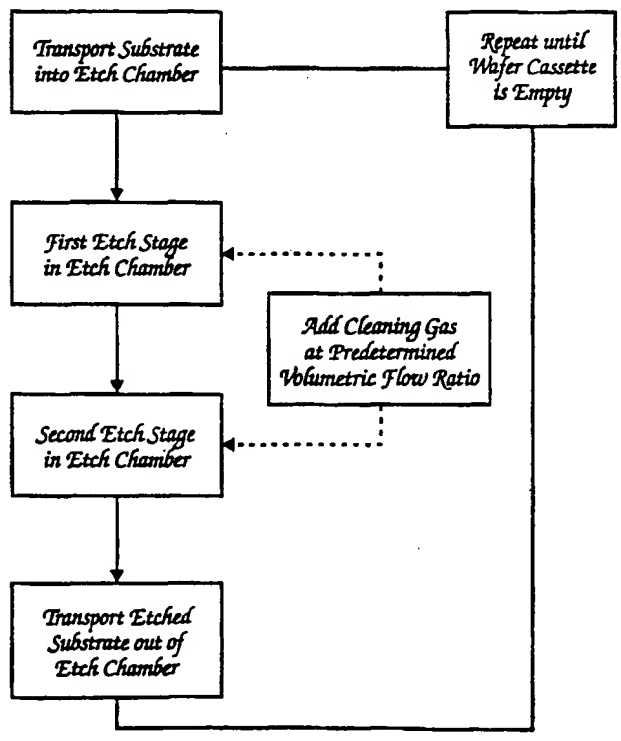 Transport Substrate
into Etch Chamber
Repeat until
Wafer Cassette
is Empty
First Etch Stage
in Etch Chamber
Add Cleaning Gas
at Predetermined
Volumetric Flow Ratio
Second Etch Stage
in Etch Chamber
Transport Etched
Substrate out of
Etch Chamber